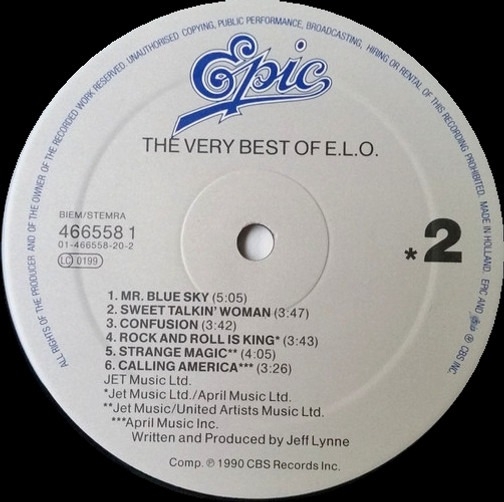 ALL RIGHTS OF THE PRODUCER AND OF THE OWNER OF THE RECORDED WORK RESERVED. UNAUTHORISED COPYING, PUBLIC PERFORMANCE, BROADCASTING, HIRING OR RENTAL OF THIS RECORDING PROHIBITED. MADE IN HOLLAND. EPIC AND ℗ CBS INC
Epic
THE VERY BEST OF E.L.O.
BIEM/STEMRA
466558 1
01-466558-20-2
LC 0199
*2
1. MR. BLUE SKY (5:05)
2. SWEET TALKIN' WOMAN (3:47)
3. CONFUSION (3:42)
4. ROCK AND ROLL IS KING* (3:43)
5. STRANGE MAGIC** (4:05)
6. CALLING AMERICA*** (3:26)
JET Music Ltd.
*Jet Music Ltd./April Music Ltd.
**Jet Music/United Artists Music Ltd.
***April Music Inc.
Written and Produced by Jeff Lynne
Comp. ℗ 1990 CBS Records Inc.